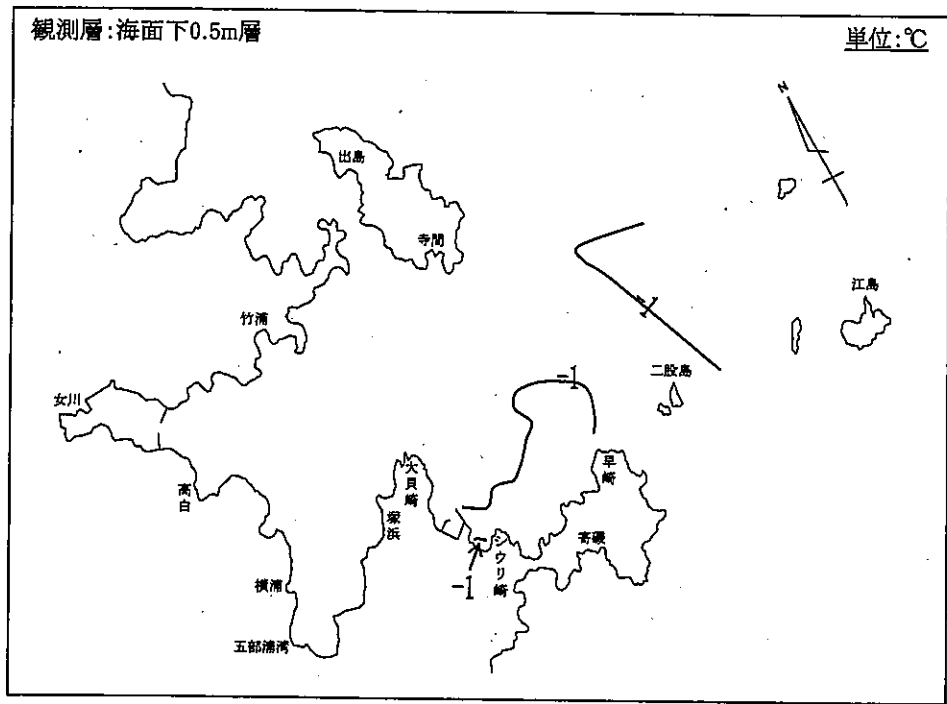 観測層:海面下0.5m層
単位:℃
N
出島
寺間
江島
竹浦
二股島
-1
-1
女川
早崎
大貝崎
高白
塚浜
寄磯
シウリ崎
-1
横浦
五部浦湾